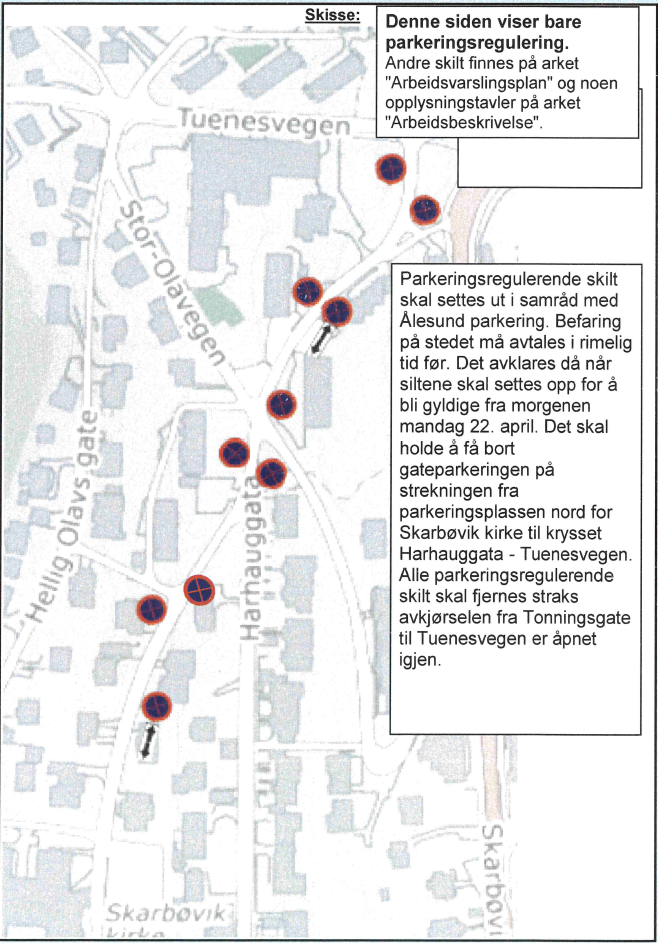 Skisse:
Denne siden viser bare
parkeringsregulering.
Andre skilt finnes på arket
"Arbeidsvarslingsplan" og noen
opplysningstavler på arket
"Arbeidsbeskrivelse".
Tuenesvegen
Stor-Olavegen
Parkeringsregulerende skilt
skal settes ut i samråd med
Ålesund parkering. Befaring
på stedet må avtales i rimelig
tid før. Det avklares då når
siltene skal settes opp for å
bli gyldige fra morgenen
mandag 22. april. Det skal
holde å få bort
gateparkeringen på
strekningen fra
parkeringsplassen nord for
Skarbøvik kirke til krysset
Harhauggata - Tuenesvegen.
Alle parkeringsregulerende
skilt skal fjernes straks
avkjørselen fra Tonningsgate
til Tuenesvegen er åpnet
igjen.
Hellig Olavs gate
Harhauggata
Skarbøvi
Skarbøvik
kirke